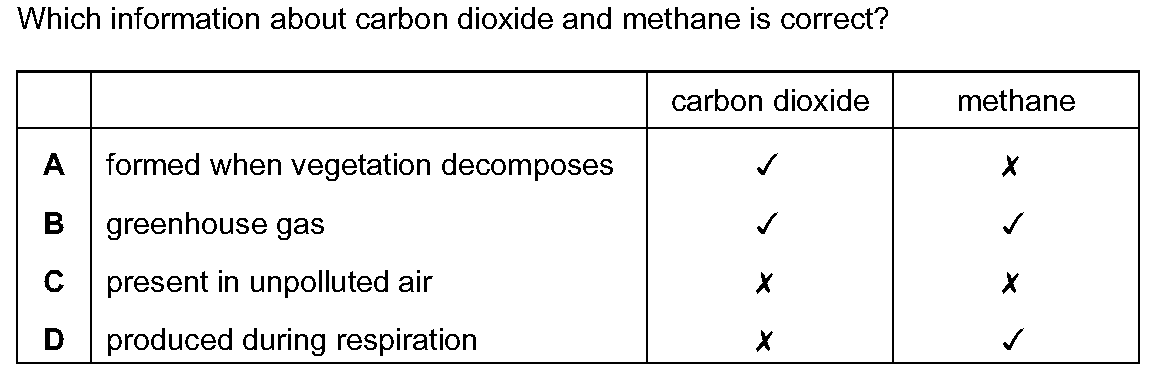 Which information about carbon dioxide and methane is correct?
carbon dioxide methane
A formed when vegetation decomposes ✓ ✗
B greenhouse gas ✓ ✓
C present in unpolluted air ✗ ✗
D produced during respiration ✗ ✓